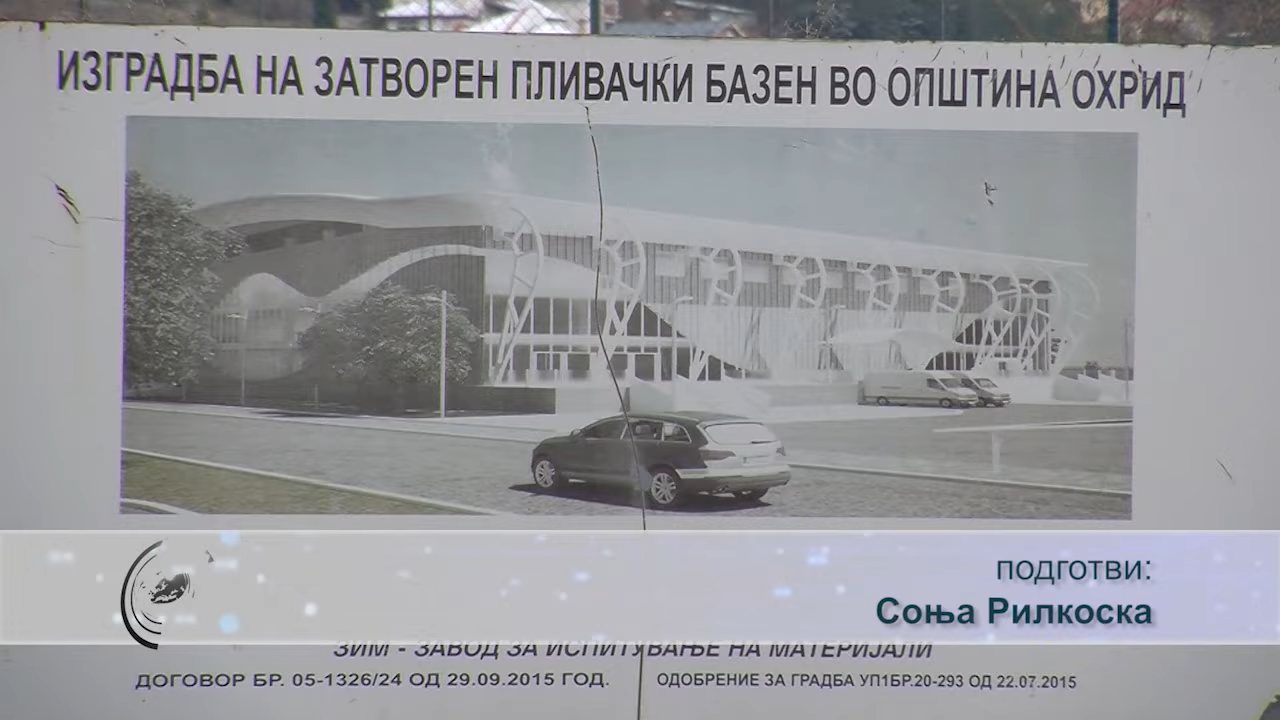 ИЗГРАДБА НА ЗАТВОРЕН ПЛИВАЧКИ БАЗЕН ВО ОПШТИНА ОХРИД
подготви:
Соња Рилкоска
ЗИМ - ЗАВОД ЗА ИСПИТУВАЊЕ НА МАТЕРИЈАЛИ
ДОГОВОР БР. 05-1326/24 ОД 29.09.2015 ГОД.
ОДОБРЕНИЕ ЗА ГРАДБА УП1БР.20-293 ОД 22.07.2015